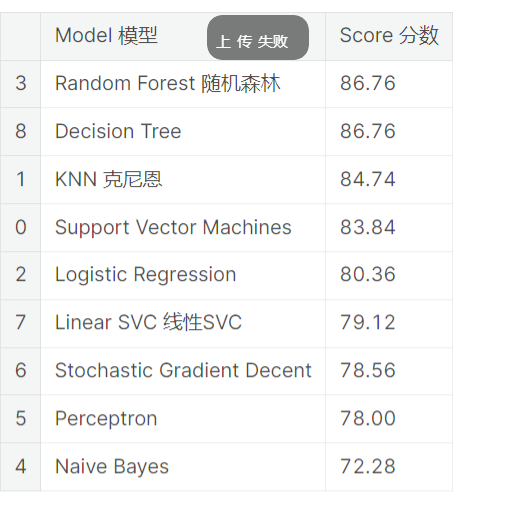 Model 模型 上 传 失败 Score 分数
3 Random Forest 随机森林 86.76
8 Decision Tree 86.76
1 KNN 克尼恩 84.74
0 Support Vector Machines 83.84
2 Logistic Regression 80.36
7 Linear SVC 线性SVC 79.12
6 Stochastic Gradient Decent 78.56
5 Perceptron 78.00
4 Naive Bayes 72.28